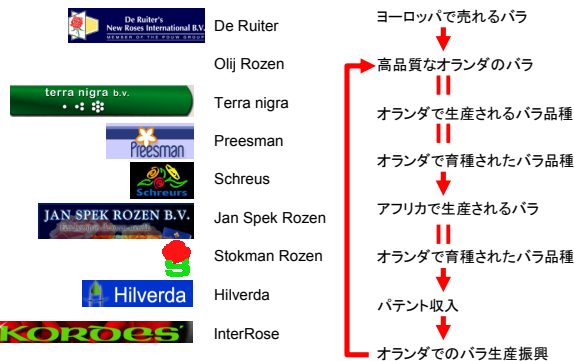 De Ruiter's
New Roses International B.V.
MEMBER OF THE POUW GROUP
De Ruiter
Olij Rozen
terra nigra b.v.
Terra nigra
Preesman
Preesman
Schreurs
Schreus
JAN SPEK ROZEN B.V.
Jan Spek Rozen
Stokman Rozen
Hilverda
Hilverda
KORDES'
InterRose
ヨーロッパで売れるバラ
高品質なオランダのバラ
オランダで生産されるバラ品種
オランダで育種されたバラ品種
アフリカで生産されるバラ
オランダで育種されたバラ品種
パテント収入
オランダでのバラ生産振興